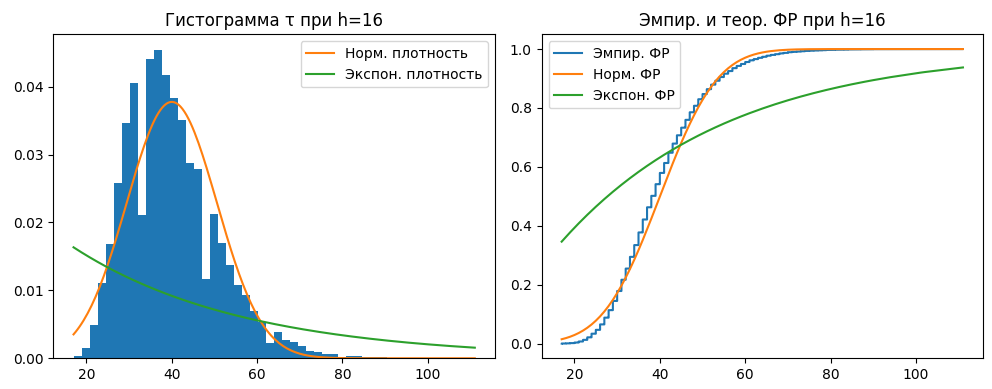 Гистограмма τ при h=16
Норм. плотность
Экспон. плотность
0.04
0.03
0.02
0.01
0.00
20 40 60 80 100
Эмпир. и теор. ФР при h=16
Эмпир. ФР
Норм. ФР
Экспон. ФР
1.0
0.8
0.6
0.4
0.2
0.0
20 40 60 80 100